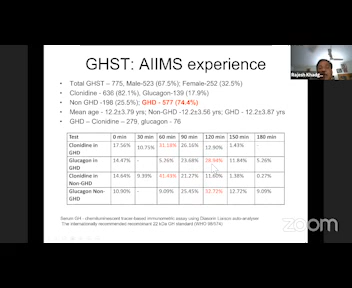 GHST: AIIMS experience
• Total GHST – 775, Male-523 (67.5%), Female-252 (32.5%)
• Clonidine - 636 (82.1%), Glucagon-139 (17.9%)
• Non GHD -198 (25.5%), GHD - 577 (74.4%)
• Mean age - 12.2±3.79 yrs; Non-GHD -12.2±3.56 yrs; GHD - 12.2±3.87 yrs
• GHD – Clonidine – 279, glucagon - 76
Test 0 min 30 min 60 min 90 min 120 min 150 min 180 min
Clonidine in GHD 17.56% 10.75% 31.18% 26.16% 12.90% 1.43% -
Glucagon in GHD 14.47% - 5.26% 23.68% 28.94% 11.84% 5.26%
Clonidine in Non-GHD 14.64% 9.39% 41.43% 21.27% 11.60% 1.38% 0.27%
Glucagon Non-GHD 10.90% - 9.09% 25.45% 32.72% 12.72% 9.09%
Serum GH - chemiluminescent tracer-based immunometric assay using Diasorin Liaison auto-analyser
The internationally recommended recombinant 22 kDa GH standard (WHO 98/574)
Rajesh Khadg...
zoom